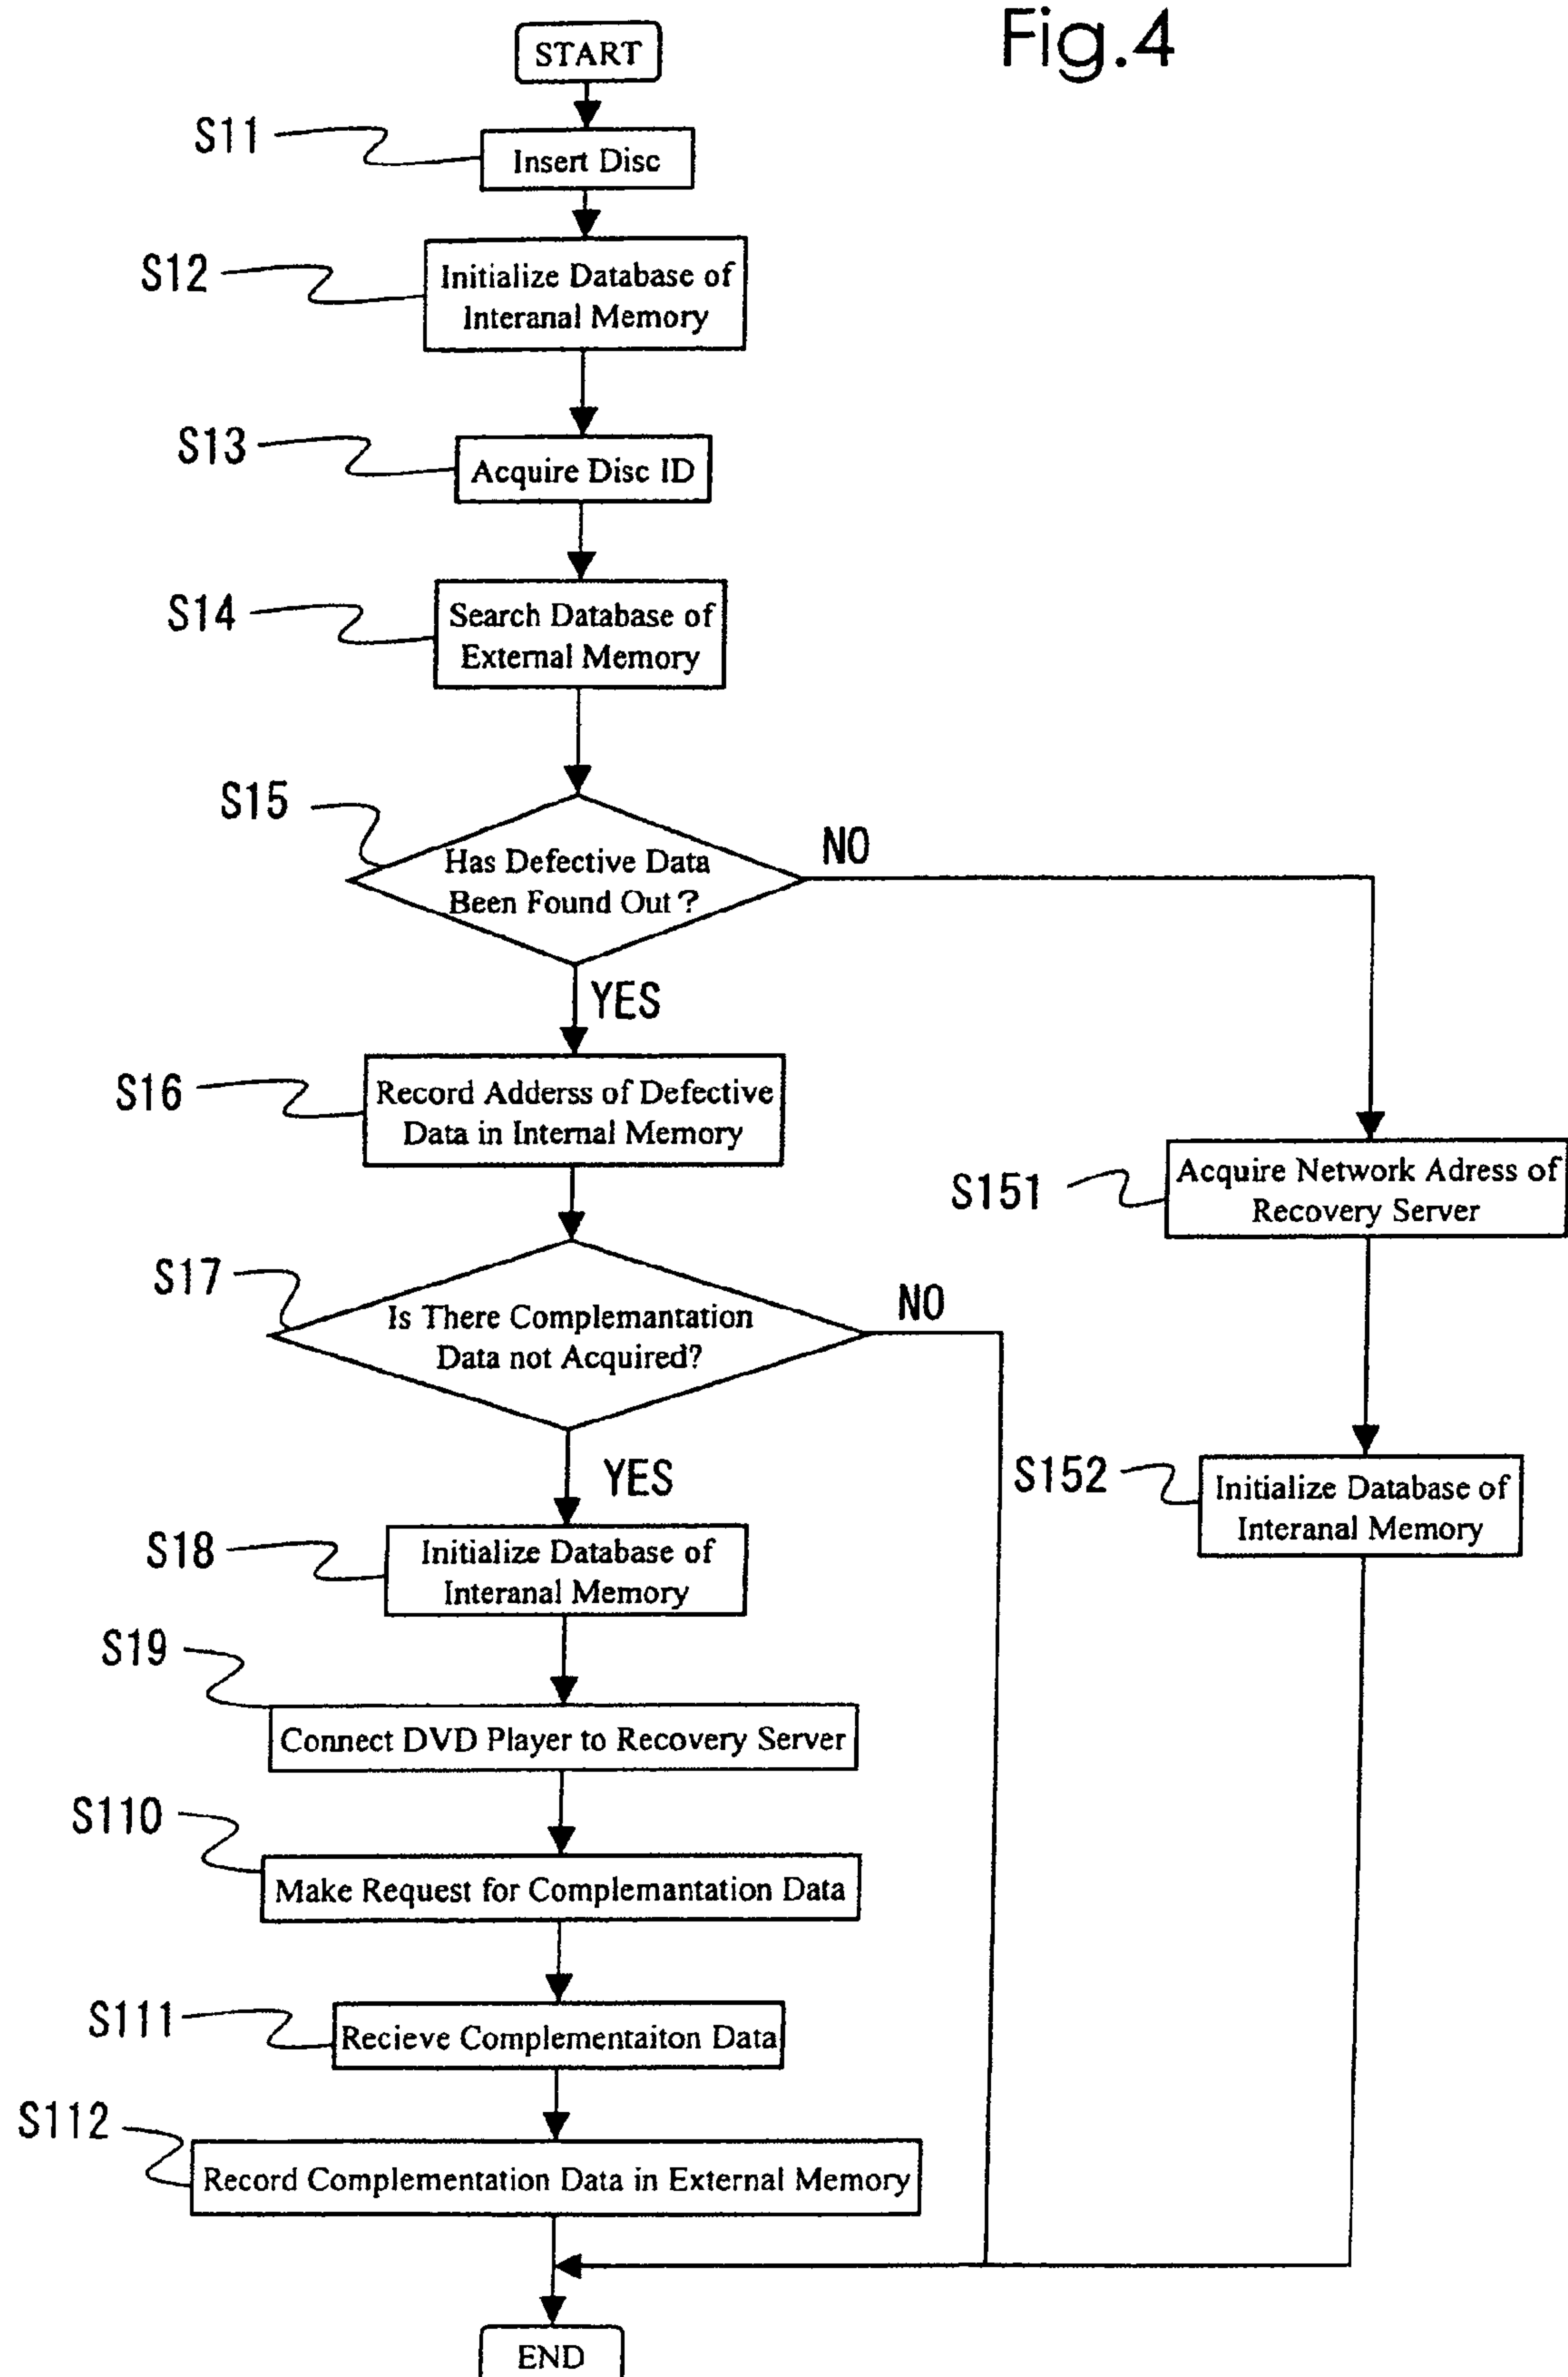 Fig.4
START
S11
Insert Disc
S12
Initialize Database of
Interanal Memory
S13
Acquire Disc ID
S14
Search Database of
External Memory
S15
Has Defective Data
Been Found Out ?
NO
YES
S16
Record Adderss of Defective
Data in Internal Memory
S151
Acquire Network Adress of
Recovery Server
S17
Is There Complemantation
Data not Acquired?
NO
YES
S152
Initialize Database of
Interanal Memory
S18
Initialize Database of
Interanal Memory
S19
Connect DVD Player to Recovery Server
S110
Make Request for Complemantation Data
S111
Recieve Complementaiton Data
S112
Record Complementation Data in External Memory
END